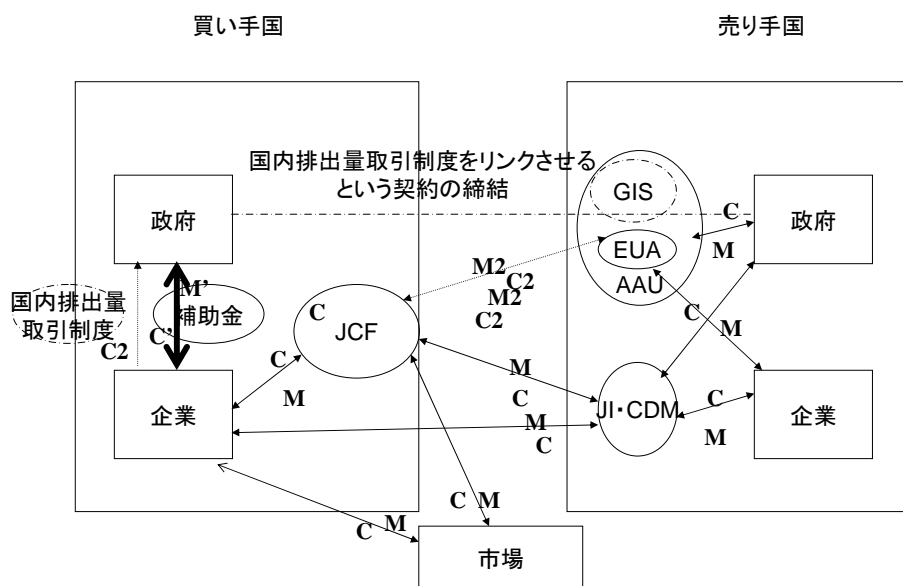 買い手国
売り手国
国内排出量取引制度をリンクさせる
という契約の締結
政府
GIS
EUA
AAU
C
M
政府
M2
C2
M2
C2
国内排出量
取引制度
C2
M'
C'
補助金
C
JCF
C
M
C
M
企業
M
C
M
C
JI・CDM
C
M
企業
C
M
C
M
市場